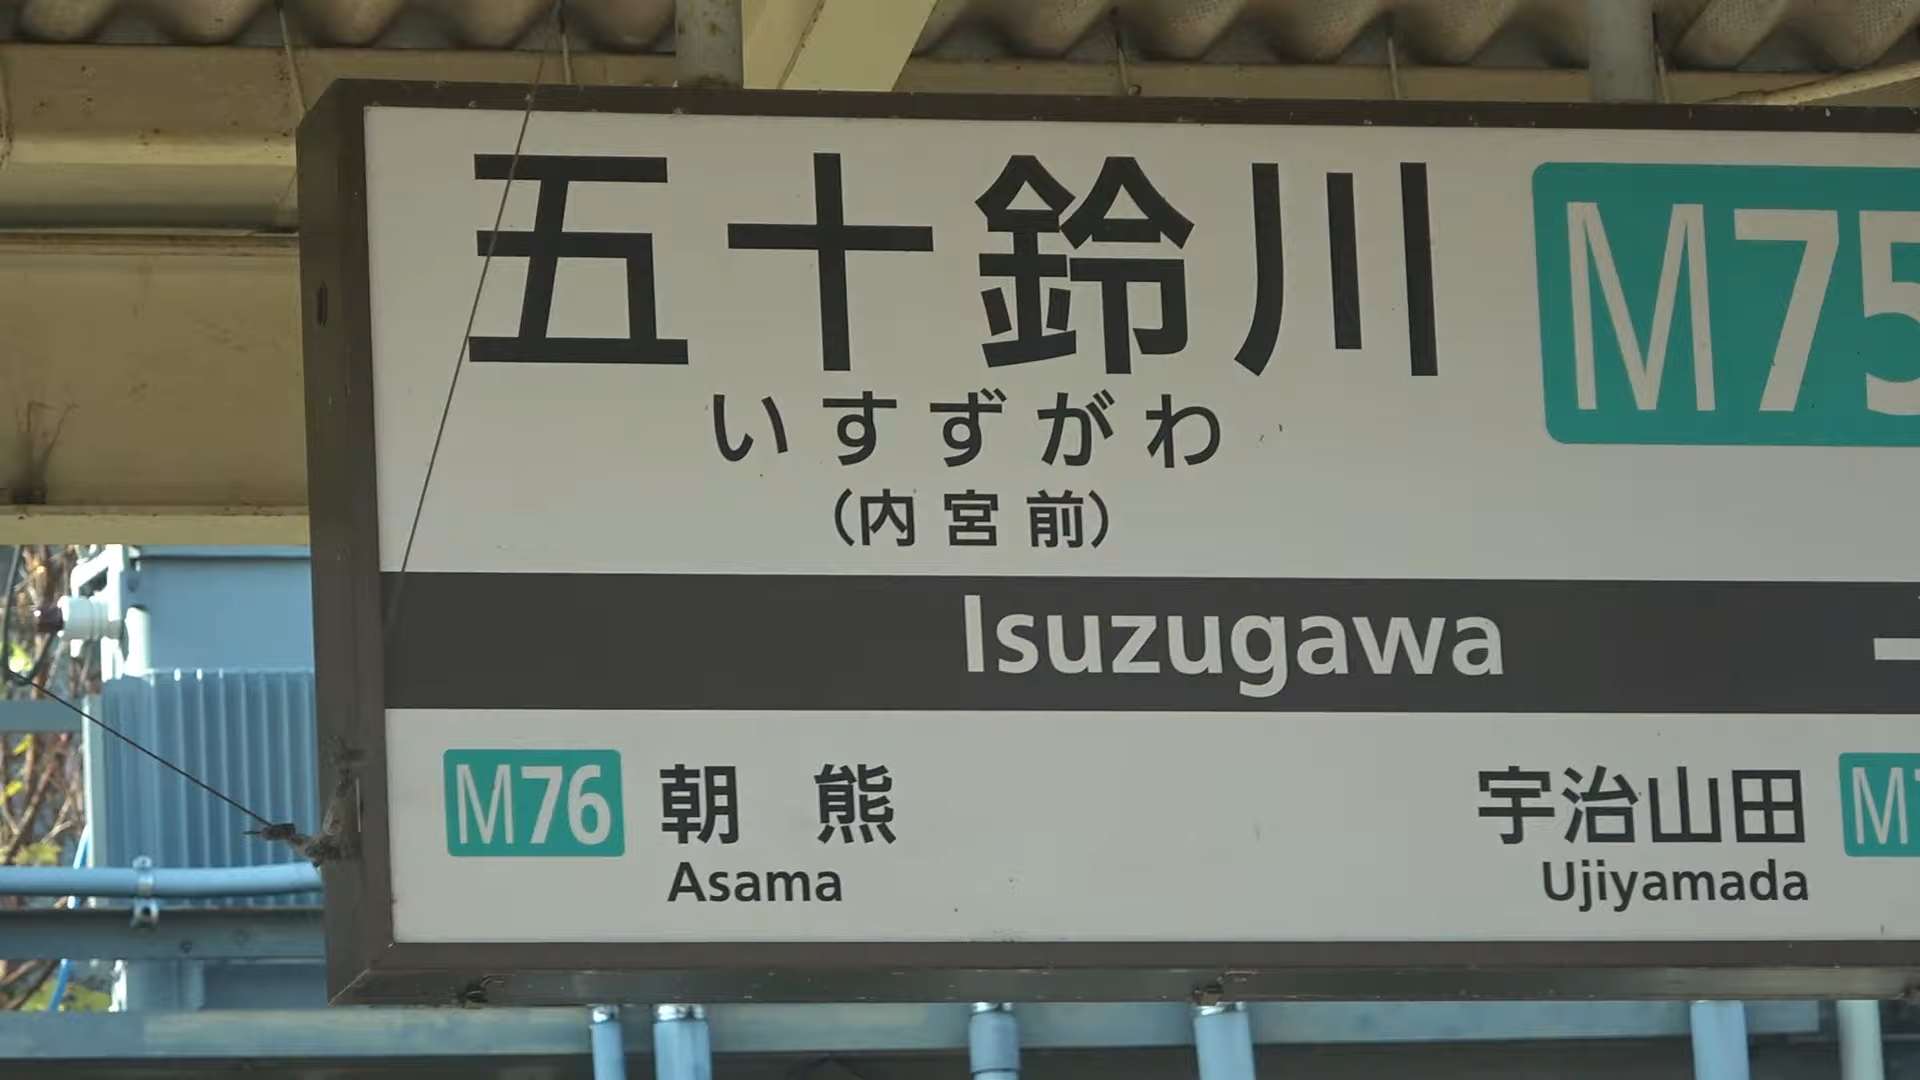 五十鈴川 M75
いすずがわ
(内宮前)
Isuzugawa
M76 朝熊 宇治山田
Asama Ujiyamada